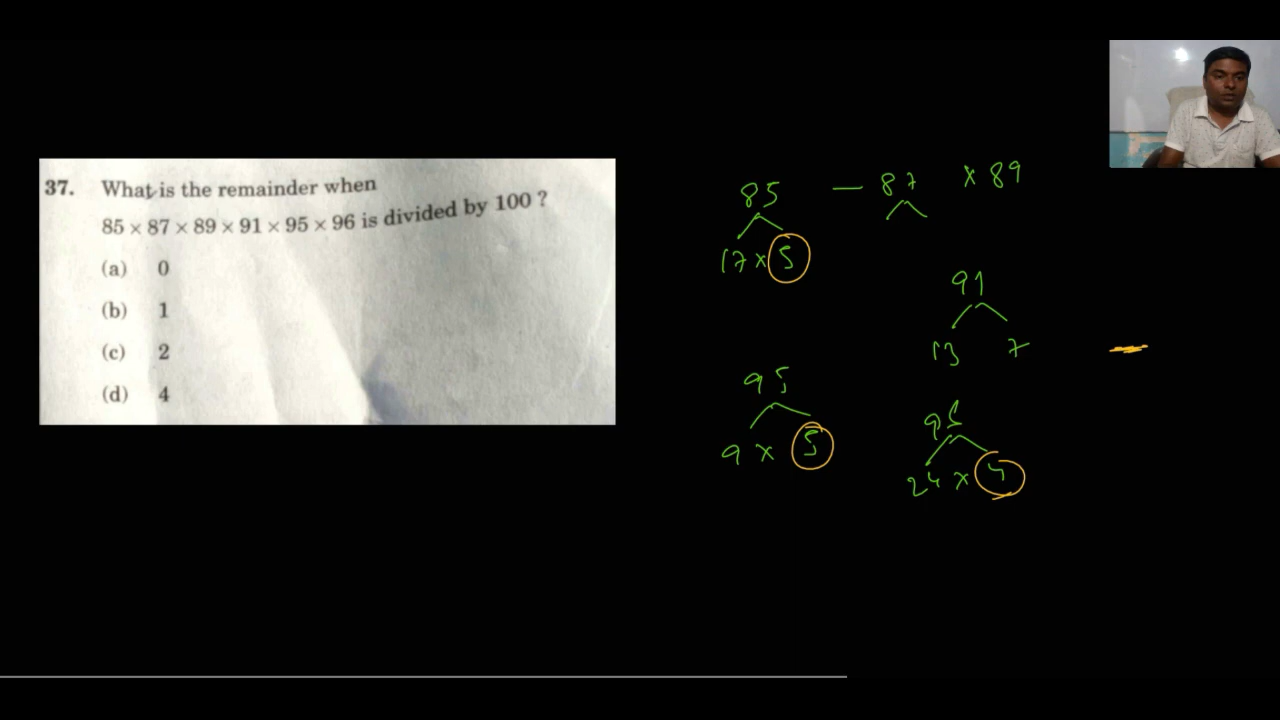 37. What is the remainder when
85 × 87 × 89 × 91 × 95 × 96 is divided by 100 ?
(a) 0
(b) 1
(c) 2
(d) 4
85 — 87 × 89
17 × 5
91
13 7
95
9 × 5
96
24 × 4